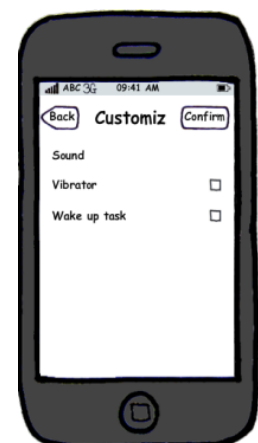 ABC 3G 09:41 AM
Back Customiz Confirm
Sound
Vibrator
Wake up task